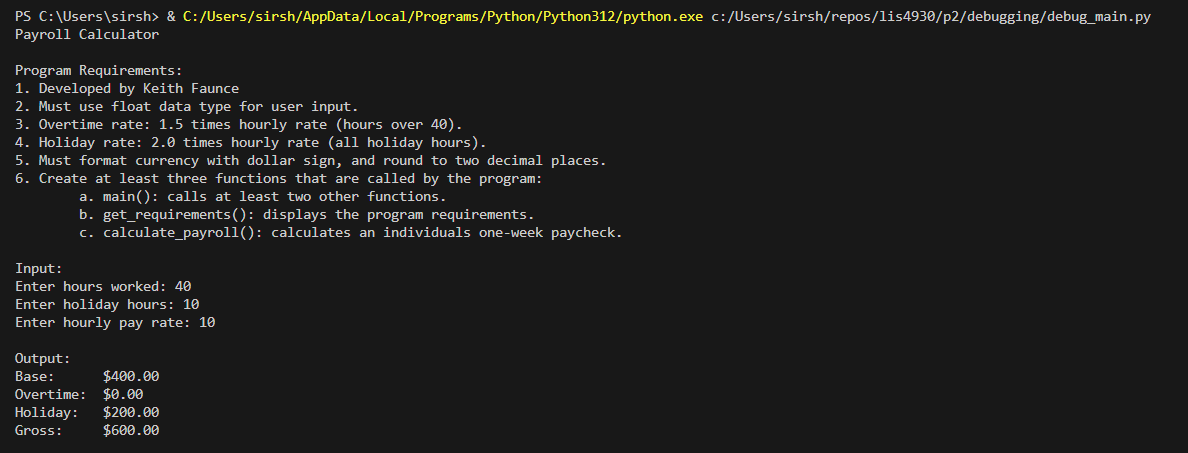 PS C:\Users\sirsh> & C:/Users/sirsh/AppData/Local/Programs/Python/Python312/python.exe c:/Users/sirsh/repos/lis4930/p2/debugging/debug_main.py
Payroll Calculator

Program Requirements:
1. Developed by Keith Faunce
2. Must use float data type for user input.
3. Overtime rate: 1.5 times hourly rate (hours over 40).
4. Holiday rate: 2.0 times hourly rate (all holiday hours).
5. Must format currency with dollar sign, and round to two decimal places.
6. Create at least three functions that are called by the program:
        a. main(): calls at least two other functions.
        b. get_requirements(): displays the program requirements.
        c. calculate_payroll(): calculates an individuals one-week paycheck.

Input:
Enter hours worked: 40
Enter holiday hours: 10
Enter hourly pay rate: 10

Output:
Base:      $400.00
Overtime:  $0.00
Holiday:   $200.00
Gross:     $600.00